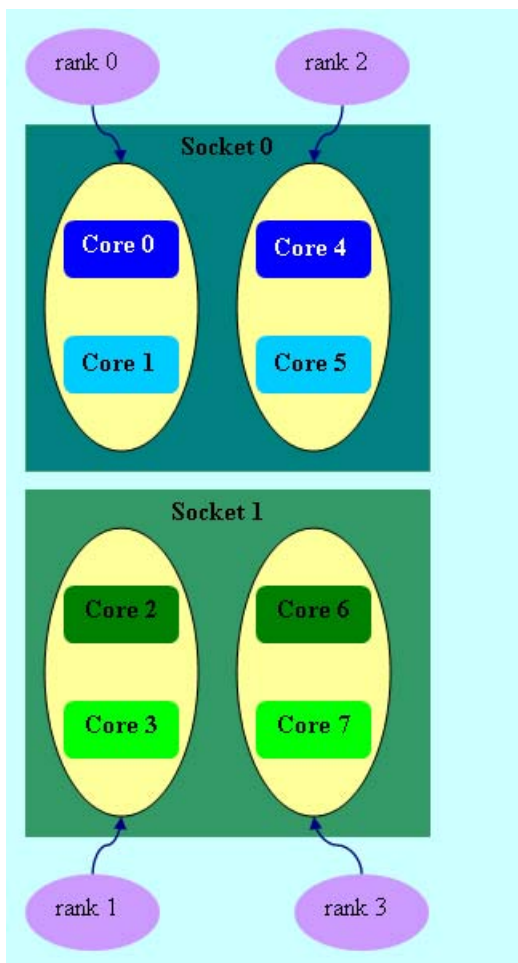 rank 0
rank 2
Socket 0
Core 0
Core 4
Core 1
Core 5
Socket 1
Core 2
Core 6
Core 3
Core 7
rank 1
rank 3